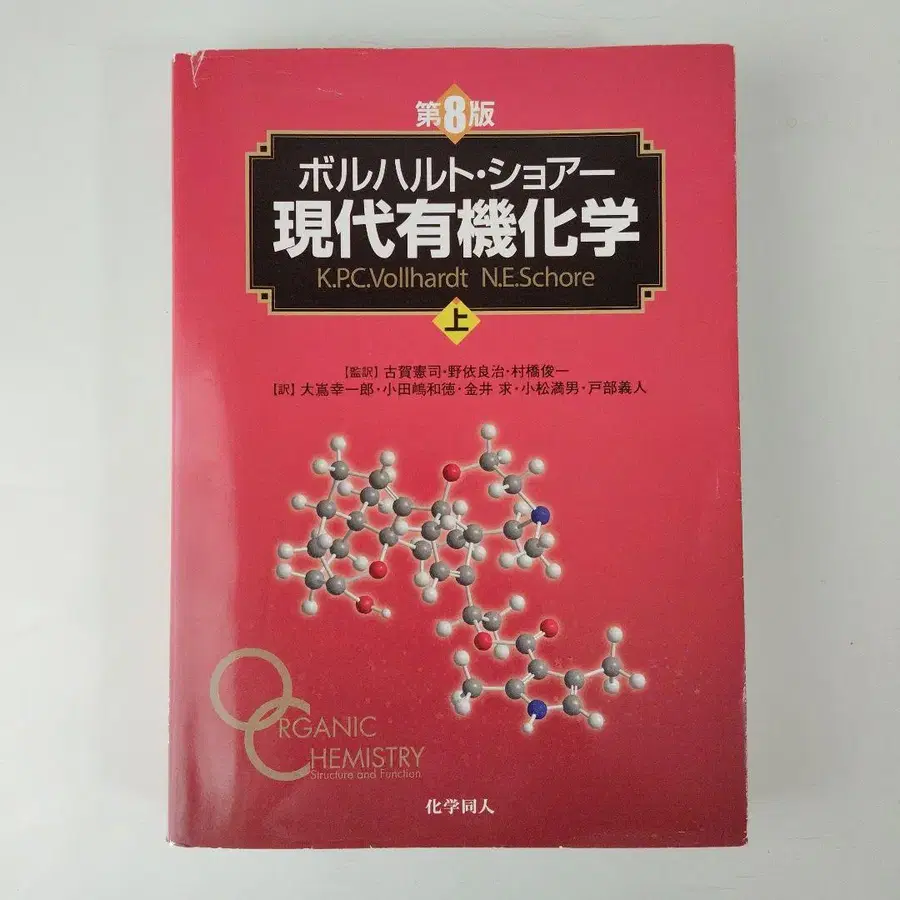 第8版
ボルハルト・ショアー
現代有機化学
K.P.C.Vollhardt N.E.Schore
上
【監訳】古賀憲司・野依良治・村橋俊一
【訳】大嶌幸一郎・小田嶋和徳・金井 求・小松満男・戸部義人
ORGANIC
CHEMISTRY
Structure and Function
化学同人